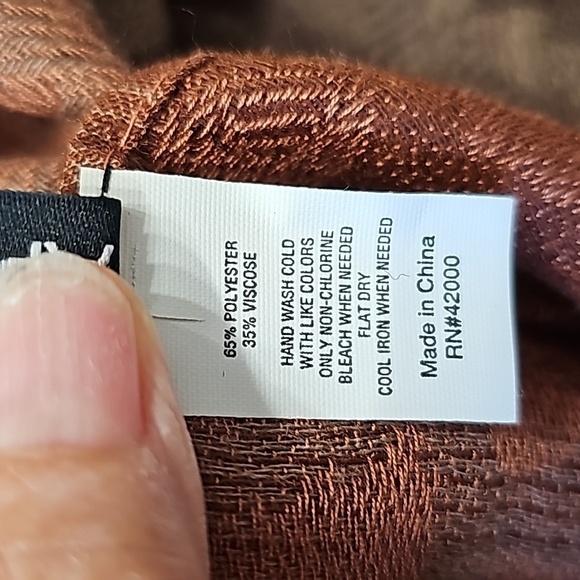 65% POLYESTER
35% VISCOSE
HAND WASH COLD
WITH LIKE COLORS
ONLY NON-CHLORINE
BLEACH WHEN NEEDED
FLAT DRY
COOL IRON WHEN NEEDED
Made in China
RN#42000